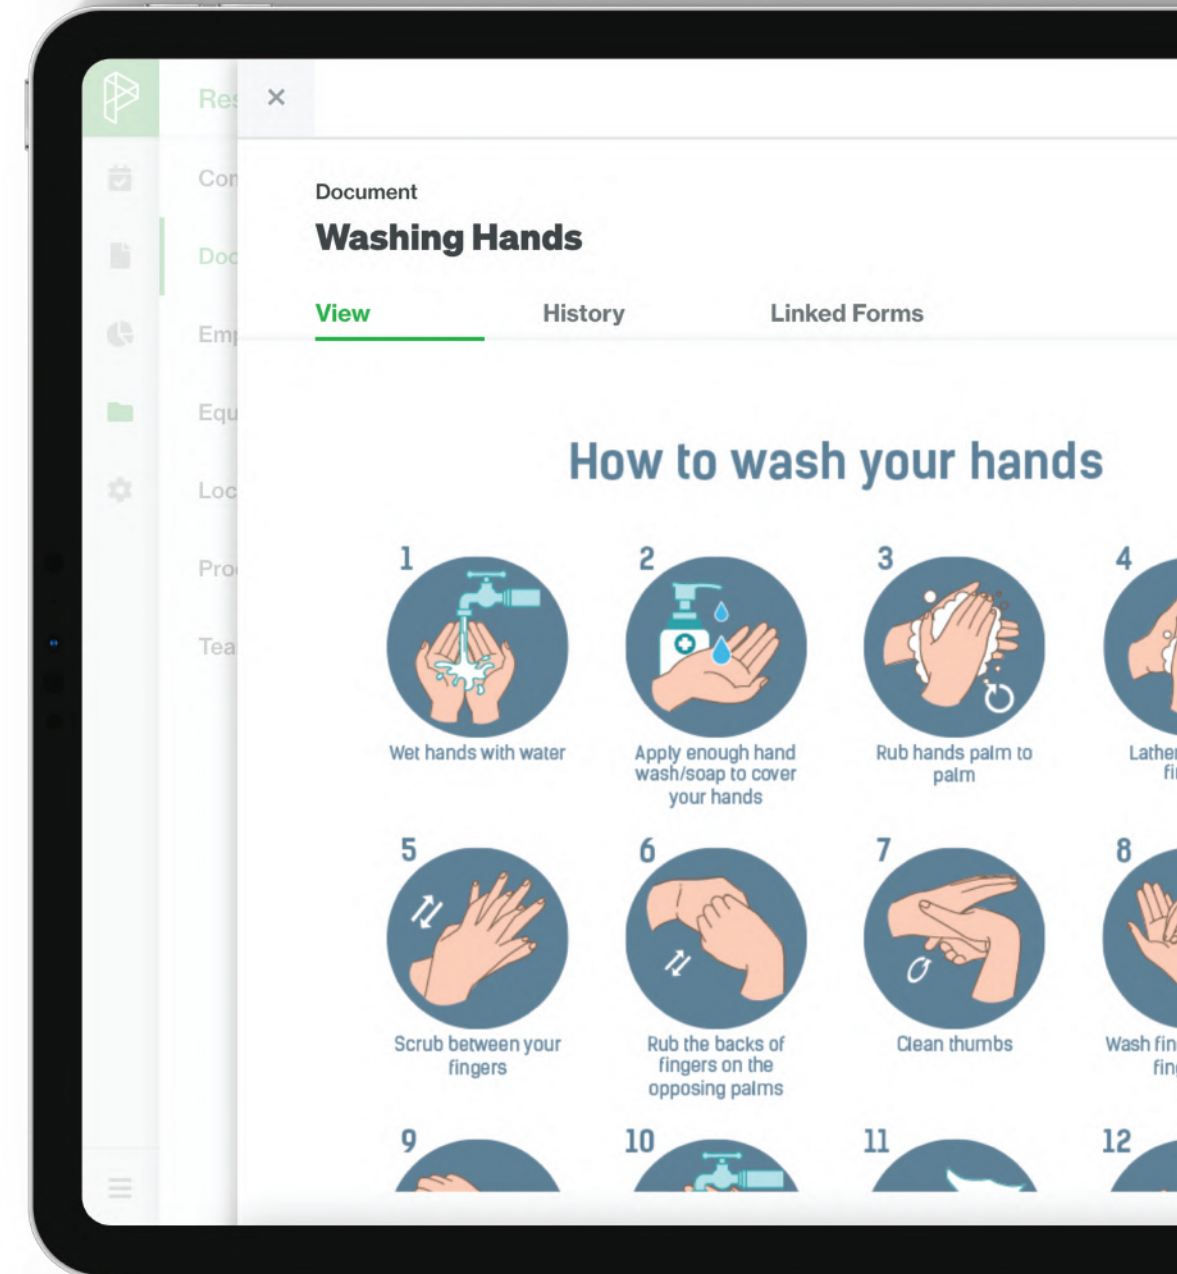 Document
Washing Hands
View
History
Linked Forms
How to wash your hands
1
2
3
4
Wet hands with water
Apply enough hand
wash/soap to cover
your hands
Rub hands palm to
palm
5
6
7
8
Scrub between your
fingers
Rub the backs of
fingers on the
opposing palms
Clean thumbs
Wash
9
10
11
12